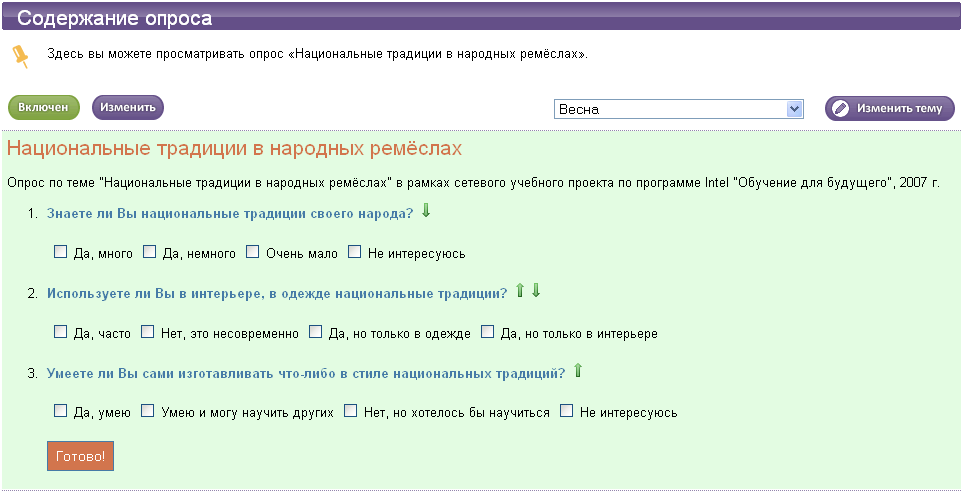 Содержание опроса
Здесь вы можете просматривать опрос «Национальные традиции в народных ремёслах».
Включен Изменить Весна Изменить тему
Национальные традиции в народных ремёслах
Опрос по теме "Национальные традиции в народных ремёслах" в рамках сетевого учебного проекта по программе Intel "Обучение для будущего", 2007 г.
1. Знаете ли Вы национальные традиции своего народа?
Да, много Да, немного Очень мало Не интересуюсь
2. Используете ли Вы в интерьере, в одежде национальные традиции?
Да, часто Нет, это несовременно Да, но только в одежде Да, но только в интерьере
3. Умеете ли Вы сами изготавливать что-либо в стиле национальных традиций?
Да, умею Умею и могу научить других Нет, но хотелось бы научиться Не интересуюсь
Готово!